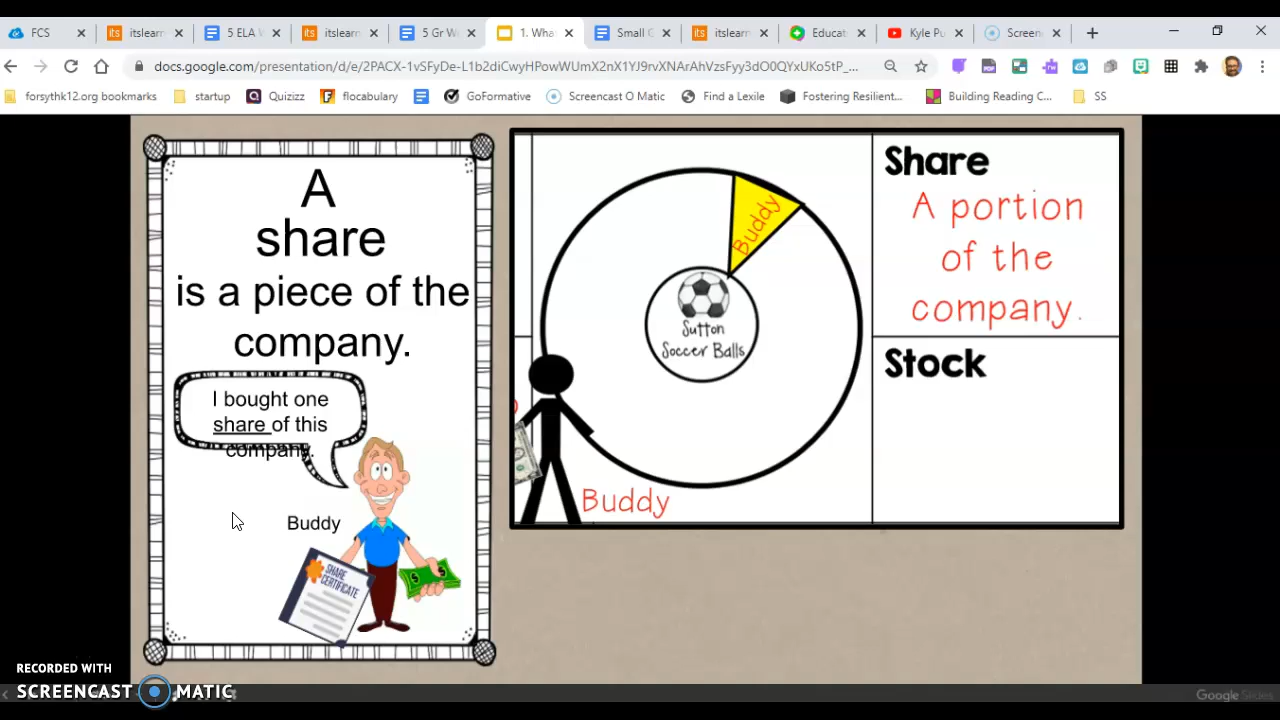 FCS
itslearn
5 ELA W
itslearn
5 Gr W
1. Wha
Small G
itslearn
Educat
Kyle Pu
Screen
docs.google.com/presentation/d/e/2PACX-1vSFyDe-L1b2diCwyHPowWUmX2nX1YJ9rvXNArAhVzsFyy3dO0QYxUKo5tP_...
forsythk12.org bookmarks
startup
Quizizz
flocabulary
GoFormative
Screencast O Matic
Find a Lexile
Fostering Resilient...
Building Reading C...
SS
A
share
is a piece of the
company.
I bought one
share of this
company.
Buddy
SHARE
CERTIFICATE
Buddy
Sutton
Soccer Balls
Buddy
Share
A portion
of the
company.
Stock
RECORDED WITH
SCREENCAST MATIC
Google Slides